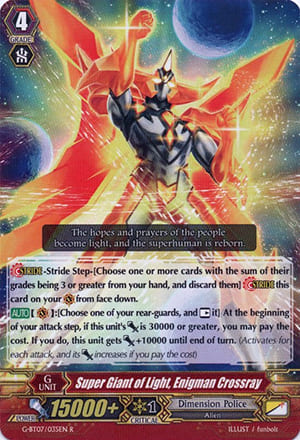 4
GRADE
The hopes and prayers of the people
become light, and the superhuman is reborn.
STRIDE-Stride Step-[Choose one or more cards with the sum of their
grades being 3 or greater from your hand, and discard them] STRIDE this
card on your from face down.
AUTO [ ]:[Choose one of your rear-guards, and it] At the beginning
of your attack step, if this unit's is 30000 or greater, you may pay the
cost. If you do, this unit gets +10000 until end of turn. (Activates for
each attack, and its increases if you pay the cost)
G
UNIT
Super Giant of Light, Enigman Crossray
POWER
15000+
1
CRITICAL
Dimension Police
Alien
G-BT07/035EN R
ILLUST / funbolt